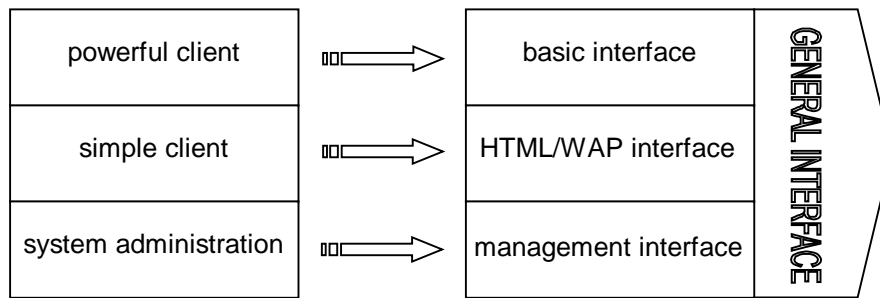 powerful client
basic interface
simple client
HTML/WAP interface
system administration
management interface
GENERAL INTERFACE